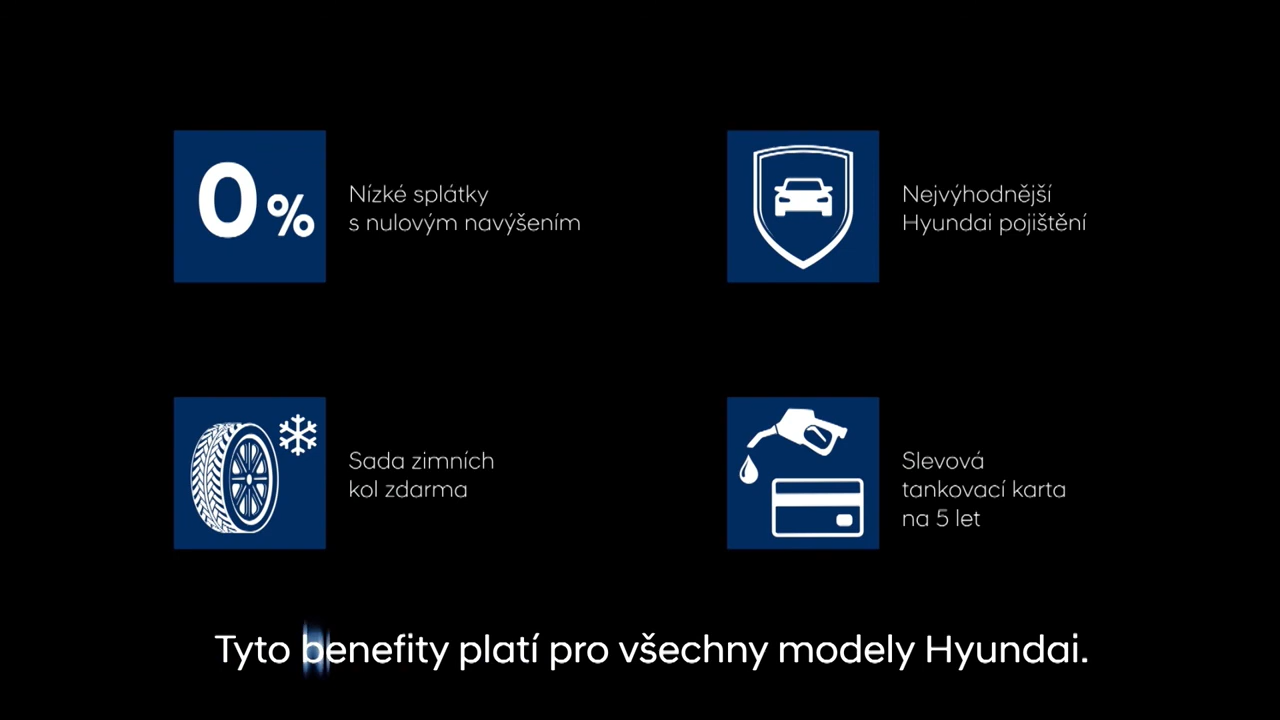 0%
Nízké splátky
s nulovým navýšením
Nejvýhodnější
Hyundai pojištění
Sada zimních
kol zdarma
Slevová
tankovací karta
na 5 let
Tyto benefity platí pro všechny modely Hyundai.